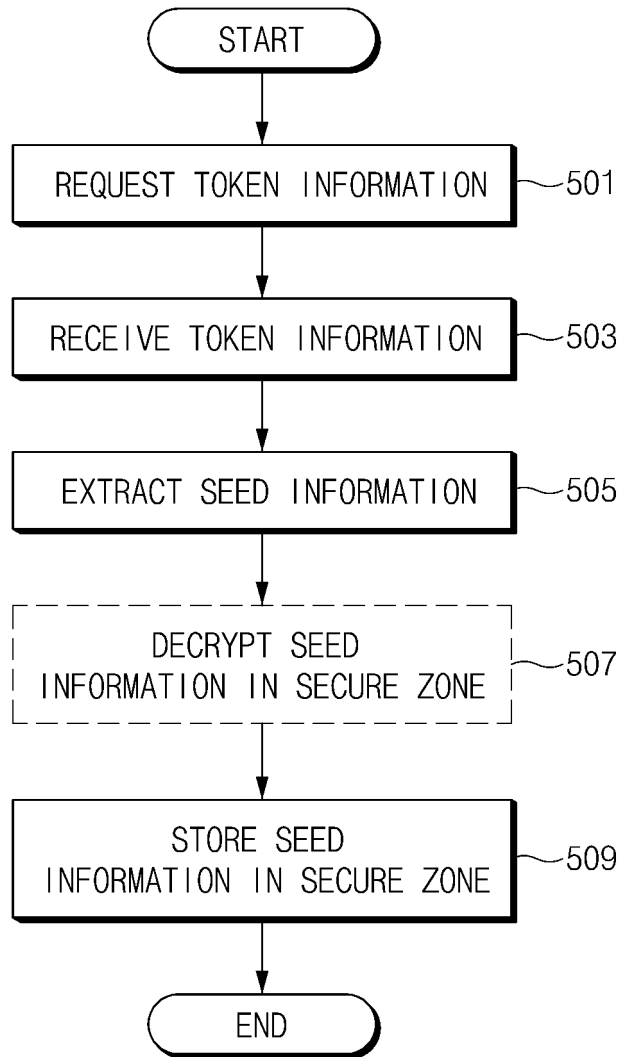 START
REQUEST TOKEN INFORMATION
501
RECEIVE TOKEN INFORMATION
503
EXTRACT SEED INFORMATION
505
DECRYPT SEED
INFORMATION IN SECURE ZONE
507
STORE SEED
INFORMATION IN SECURE ZONE
509
END